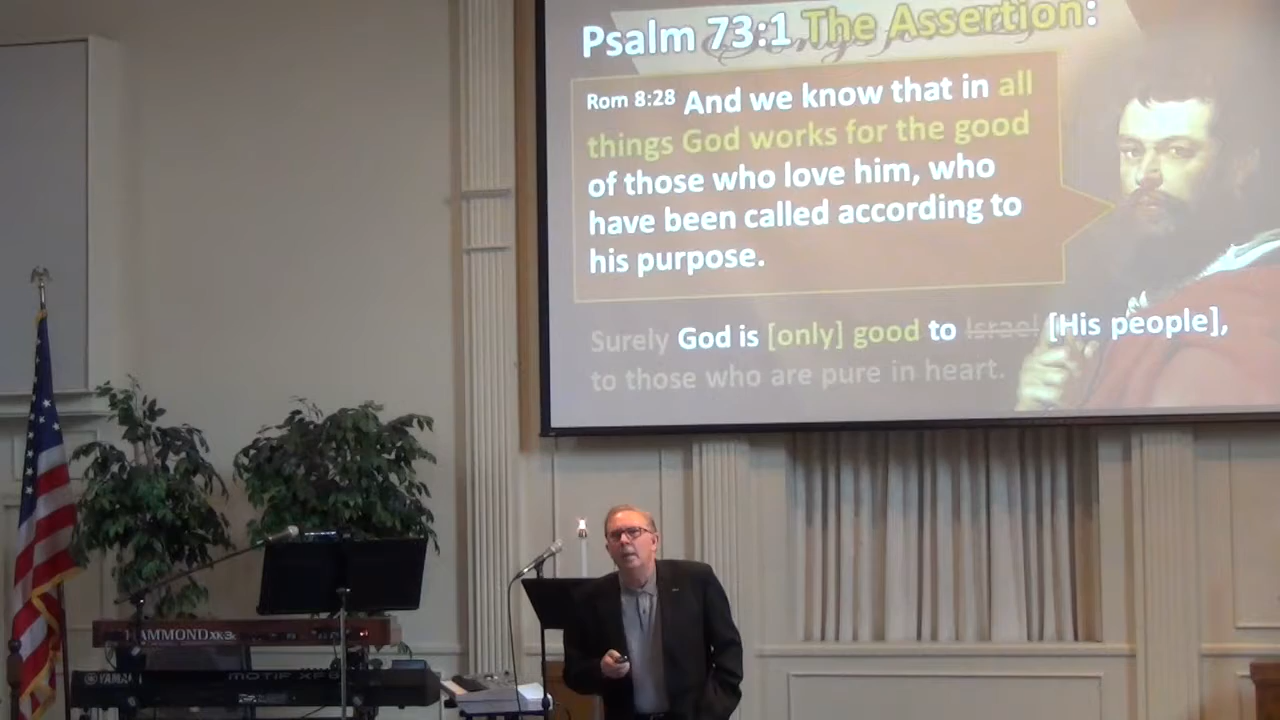 Psalm 73:1 The Assertion:
Rom 8:28 And we know that in all
things God works for the good
of those who love him, who
have been called according to
his purpose.
Surely God is [only] good to Israel [His people],
to those who are pure in heart.
HAMMOND XK-3c
YAMAHA MOTIF XF8